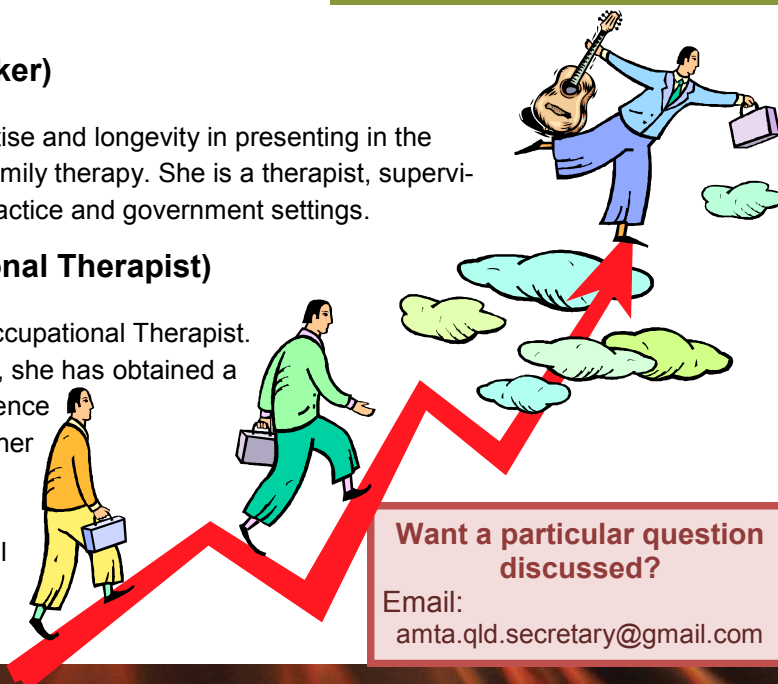 ker)
tise and longevity in presenting in the
mily therapy. She is a therapist, supervi-
actice and government settings.
onal Therapist)
ccupational Therapist.
, she has obtained a
ence
her
l
Want a particular question
discussed?
Email:
amta.qld.secretary@gmail.com